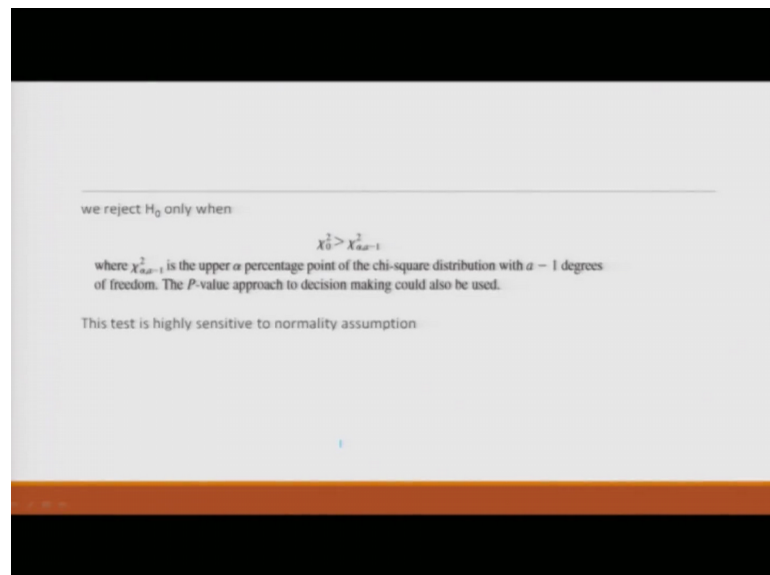 we reject H₀ only when
χ₀² > χ²α,a−1
where χ²α,a−1 is the upper α percentage point of the chi-square distribution with a − 1 degrees
of freedom. The P-value approach to decision making could also be used.
This test is highly sensitive to normality assumption